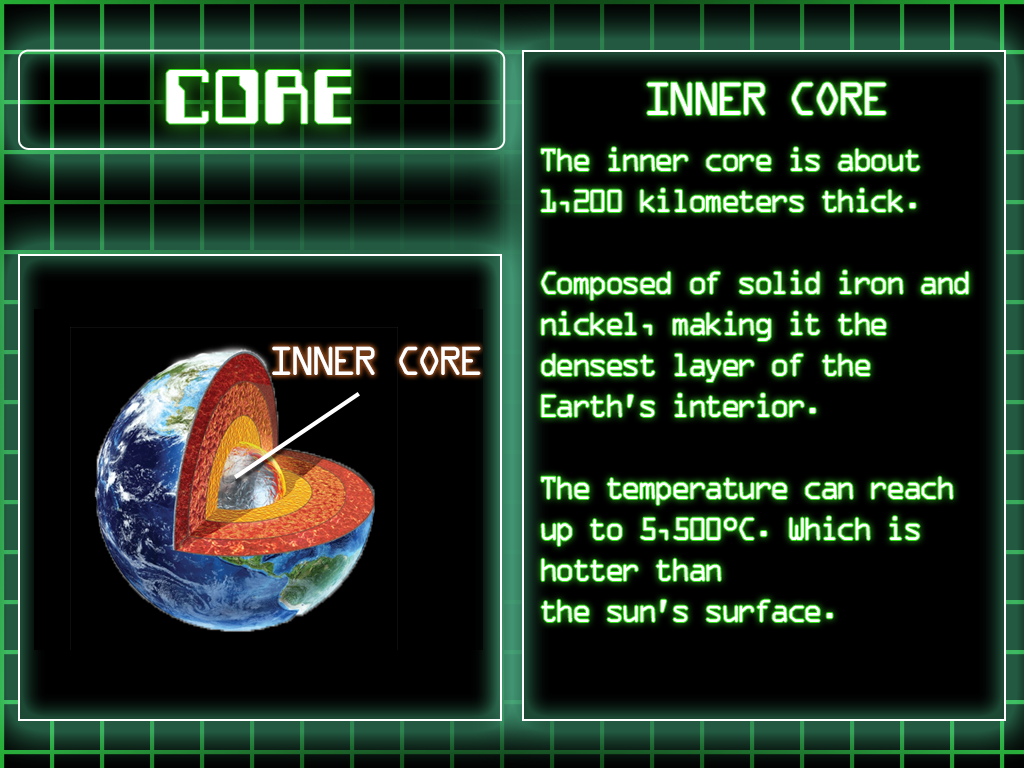 CORE
INNER CORE
The inner core is about
1,200 kilometers thick.
Composed of solid iron and
nickel, making it the
densest layer of the
Earth's interior.
The temperature can reach
up to 5,500°C. Which is
hotter than
the sun's surface.
INNER CORE